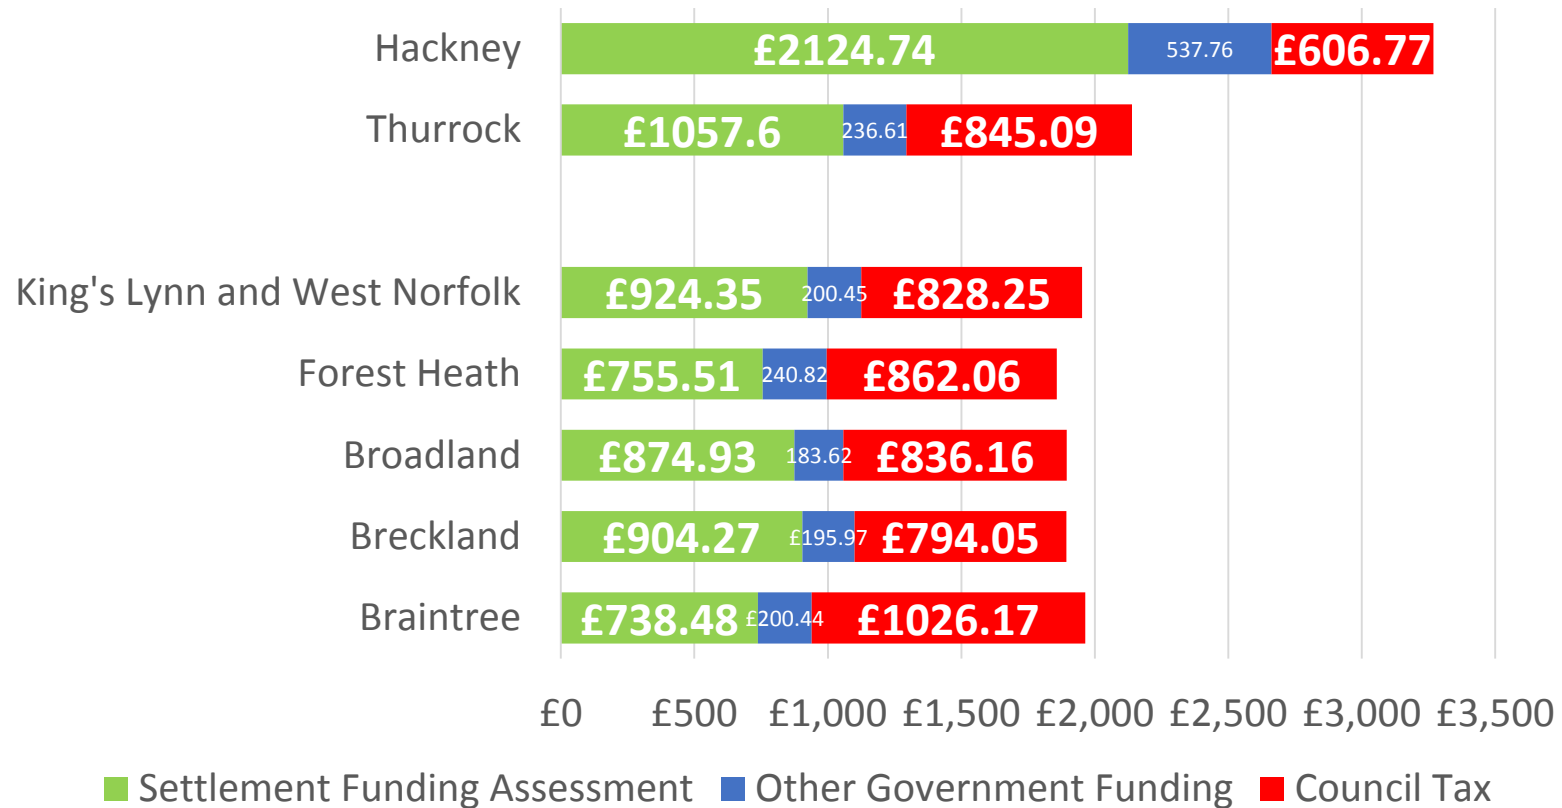 Hackney £2124.74 537.76 £606.77
Thurrock £1057.6 236.61 £845.09
King's Lynn and West Norfolk £924.35 200.45 £828.25
Forest Heath £755.51 240.82 £862.06
Broadland £874.93 183.62 £836.16
Breckland £904.27 £195.97 £794.05
Braintree £738.48 £200.44 £1026.17
£0 £500 £1,000 £1,500 £2,000 £2,500 £3,000 £3,500
Settlement Funding Assessment Other Government Funding Council Tax